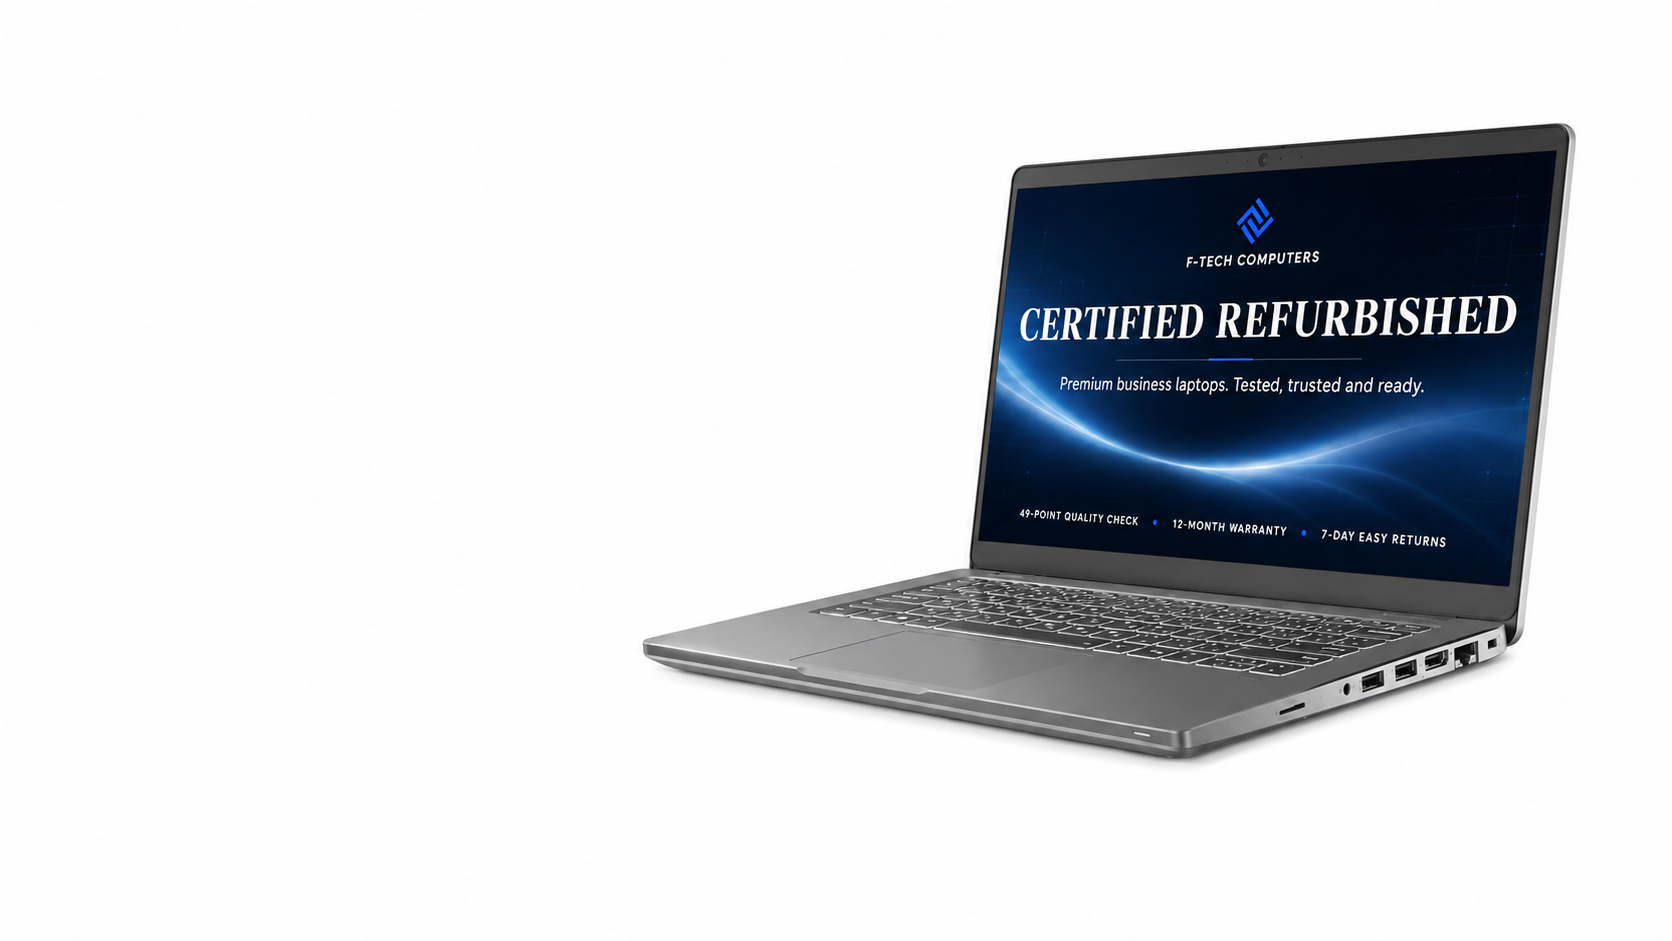 F-TECH COMPUTERS
CERTIFIED REFURBISHED
Premium business laptops. Tested, trusted and ready.
49-POINT QUALITY CHECK • 12-MONTH WARRANTY • 7-DAY EASY RETURNS